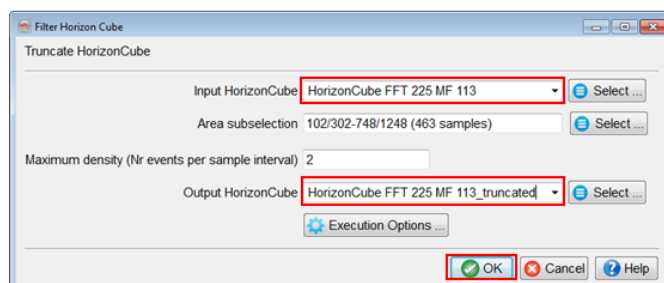 Filter Horizon Cube
Truncate HorizonCube
Input HorizonCube HorizonCube FFT 225 MF 113 Select ...
Area subselection 102/302-748/1248 (463 samples) Select ...
Maximum density (Nr events per sample interval) 2
Output HorizonCube HorizonCube FFT 225 MF 113_truncated Select ...
Execution Options ...
OK Cancel Help